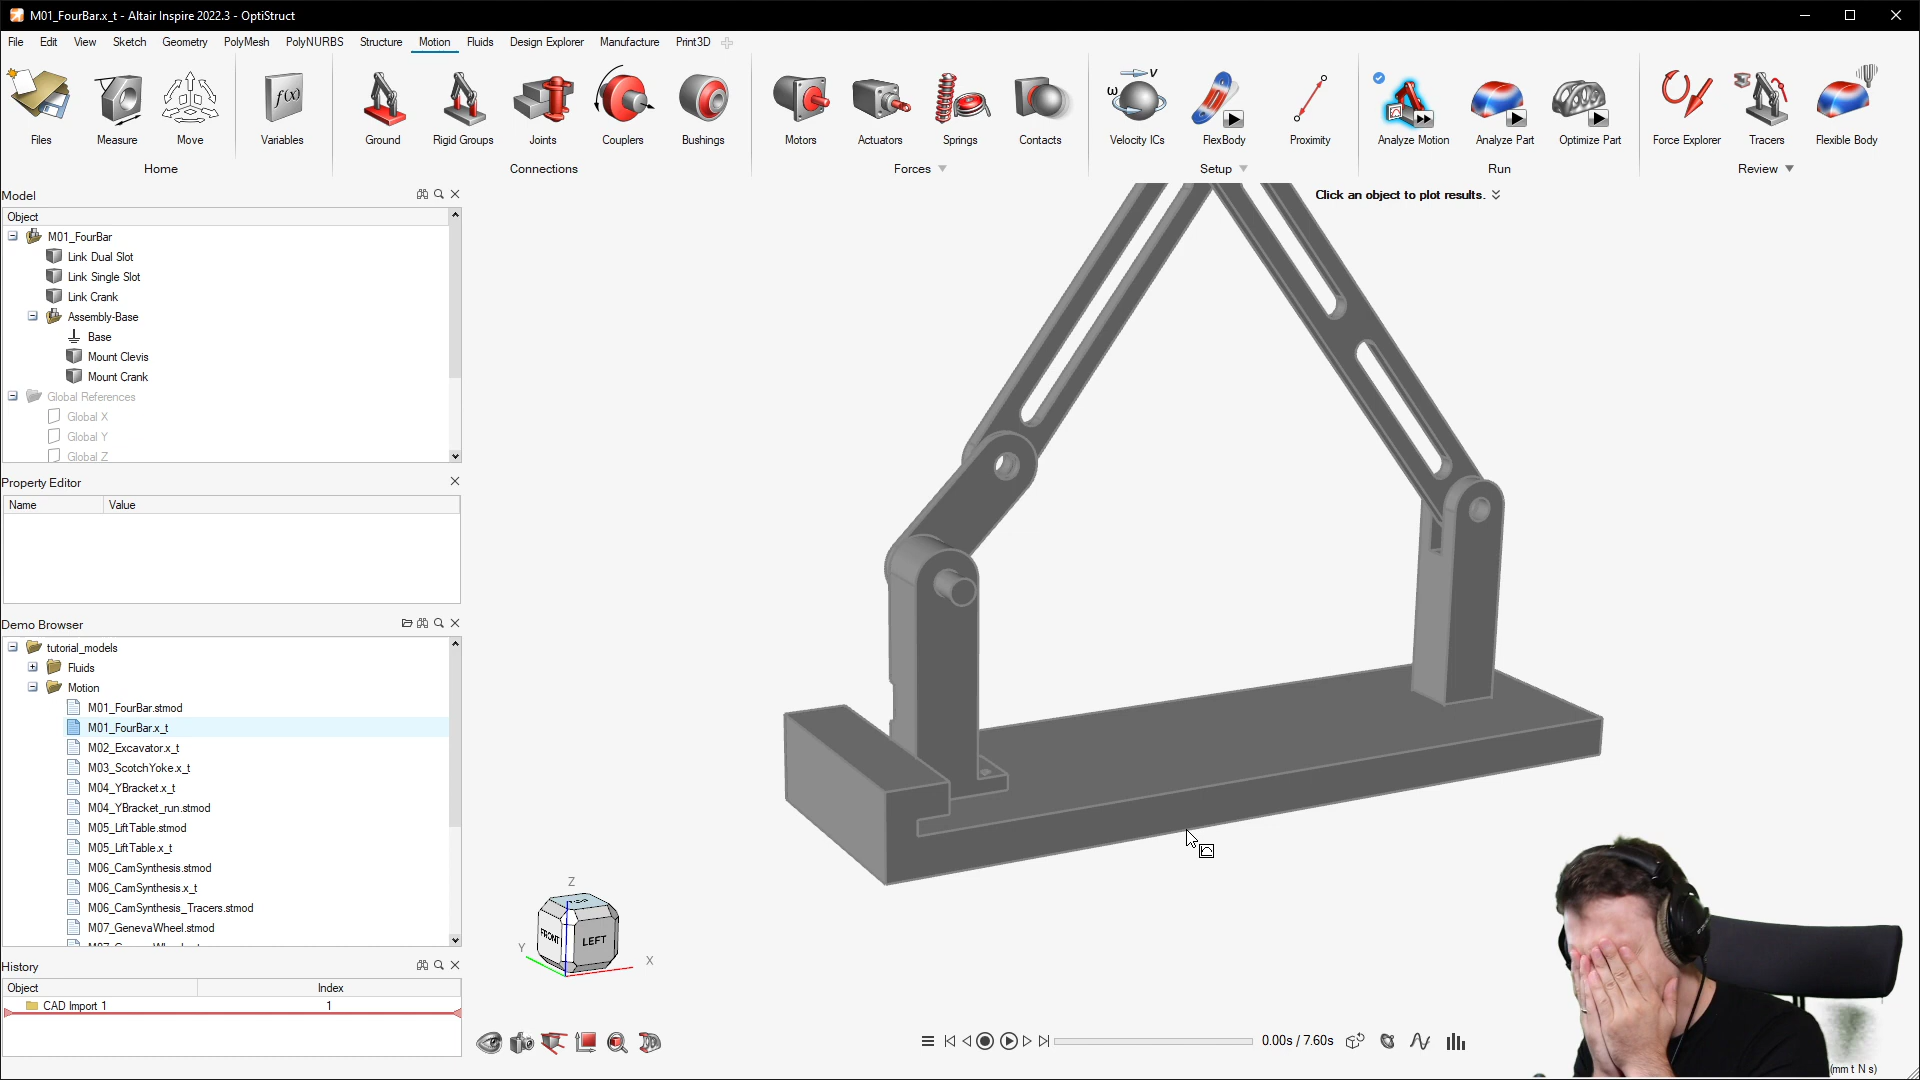 M01_FourBar.x_t - Altair Inspire 2022.3 - OptiStruct
File Edit View Sketch Geometry PolyMesh PolyNURBS Structure Motion Fluids Design Explorer Manufacture Print3D
f(x)
V
ω
Files Measure Move Variables Ground Rigid Groups Joints Couplers Bushings Motors Actuators Springs Contacts Velocity ICs FlexBody Proximity Analyze Motion Analyze Part Optimize Part Force Explorer Tracers Flexible Body
Home Connections Forces Setup Run Review
Model
Click an object to plot results.
Object
M01_FourBar
Link Dual Slot
Link Single Slot
Link Crank
Assembly-Base
Base
Mount Clevis
Mount Crank
Global References
Global X
Global Y
Global Z
Property Editor
Name Value
Demo Browser
tutorial_models
Fluids
Motion
M01_FourBar.stmod
M01_FourBar.x_t
M02_Excavator.x_t
M03_ScotchYoke.x_t
M04_YBracket.x_t
M04_YBracket_run.stmod
M05_LiftTable.stmod
M05_LiftTable.x_t
M06_CamSynthesis.stmod
M06_CamSynthesis.x_t
M06_CamSynthesis_Tracers.stmod
M07_GenevaWheel.stmod
History
Object Index
CAD Import 1 1
Z
TOP
FRONT LEFT
Y
X
0.00s / 7.60s
(mm t N s)